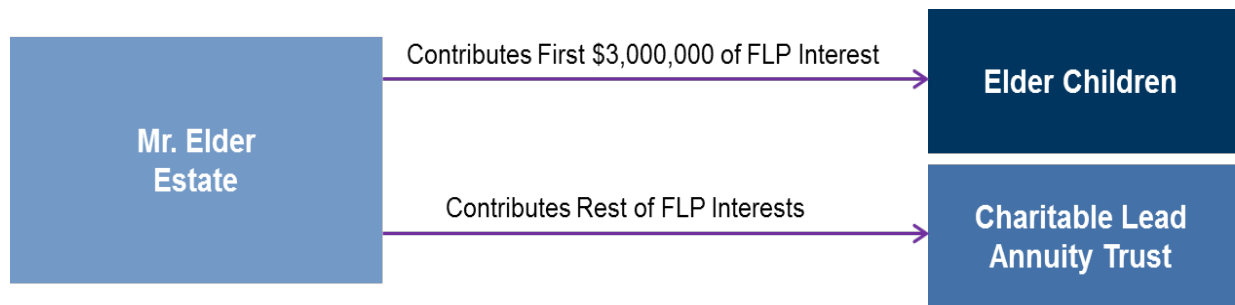 Mr. Elder
Estate
Contributes First $3,000,000 of FLP Interest
Elder Children
Contributes Rest of FLP Interests
Charitable Lead
Annuity Trust